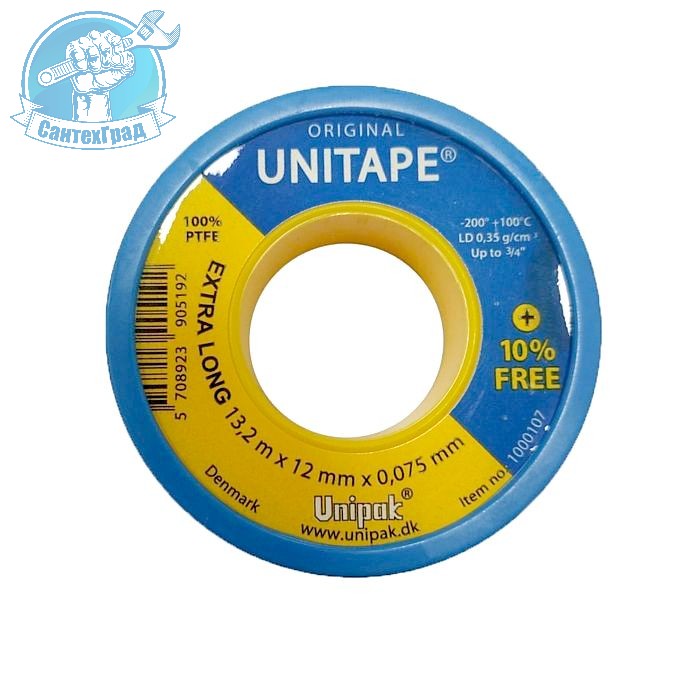 СантехГрад
ORIGINAL
UNITAPE®
100%
PTFE
-200° +100°C
LD 0,35 g/cm³
Up to 3/4"
+
10%
FREE
5 708923 905192
EXTRA LONG 13,2 m x 12 mm x 0,075 mm
Denmark
Unipak®
www.unipak.dk
Item no.: 1000107